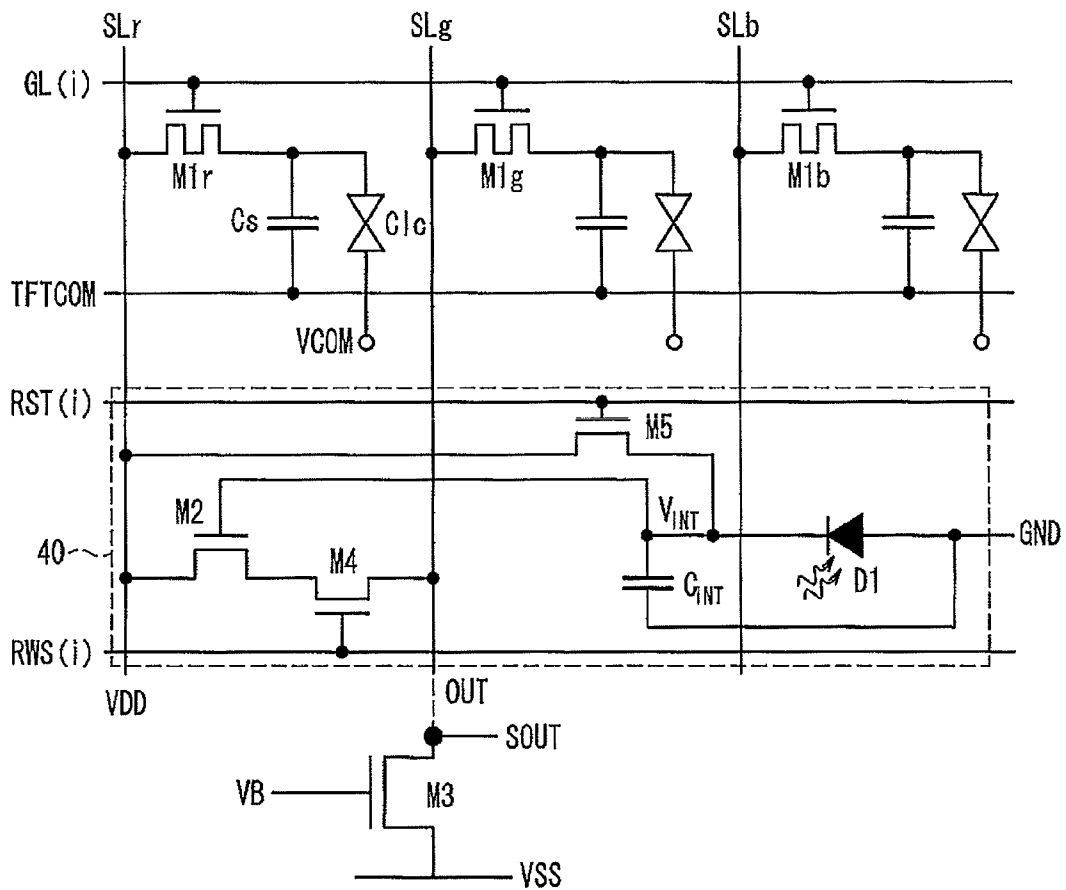 SLr SLg SLb
GL(i)
M1r M1g M1b
Cs Clc
TFTCOM
VCOM
RST(i)
M5
M2 VINT
40 M4 GND
CINT D1
RWS(i)
VDD OUT
SOUT
VB M3
VSS